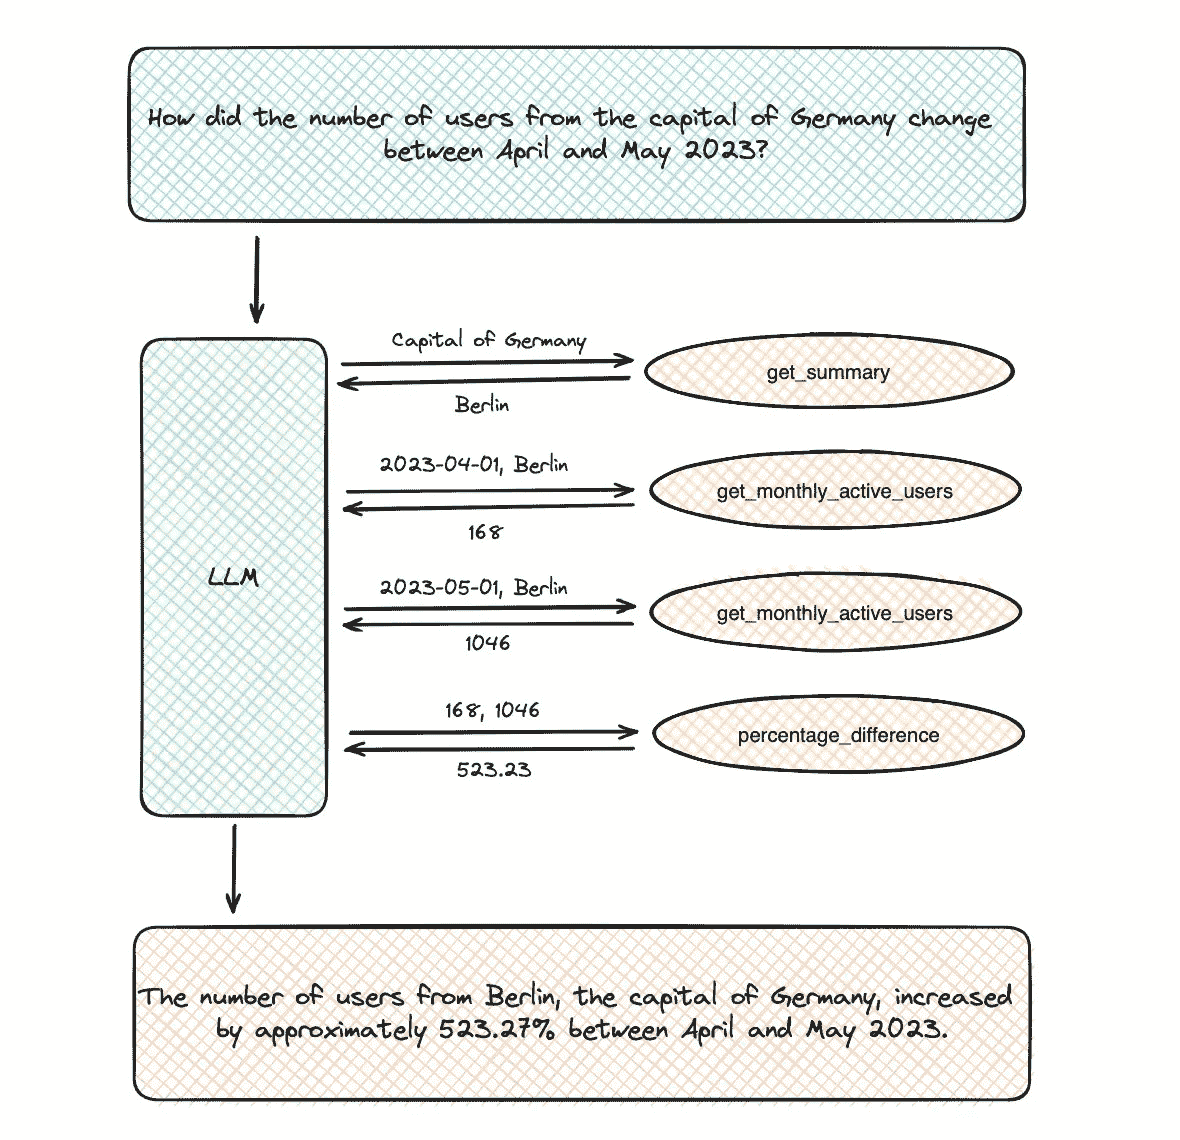 How did the number of users from the capital of Germany change
between April and May 2023?
Capital of Germany
get_summary
Berlin
2023-04-01, Berlin
get_monthly_active_users
168
LLM
2023-05-01, Berlin
get_monthly_active_users
1046
168, 1046
percentage_difference
523.23
The number of users from Berlin, the capital of Germany, increased
by approximately 523.27% between April and May 2023.